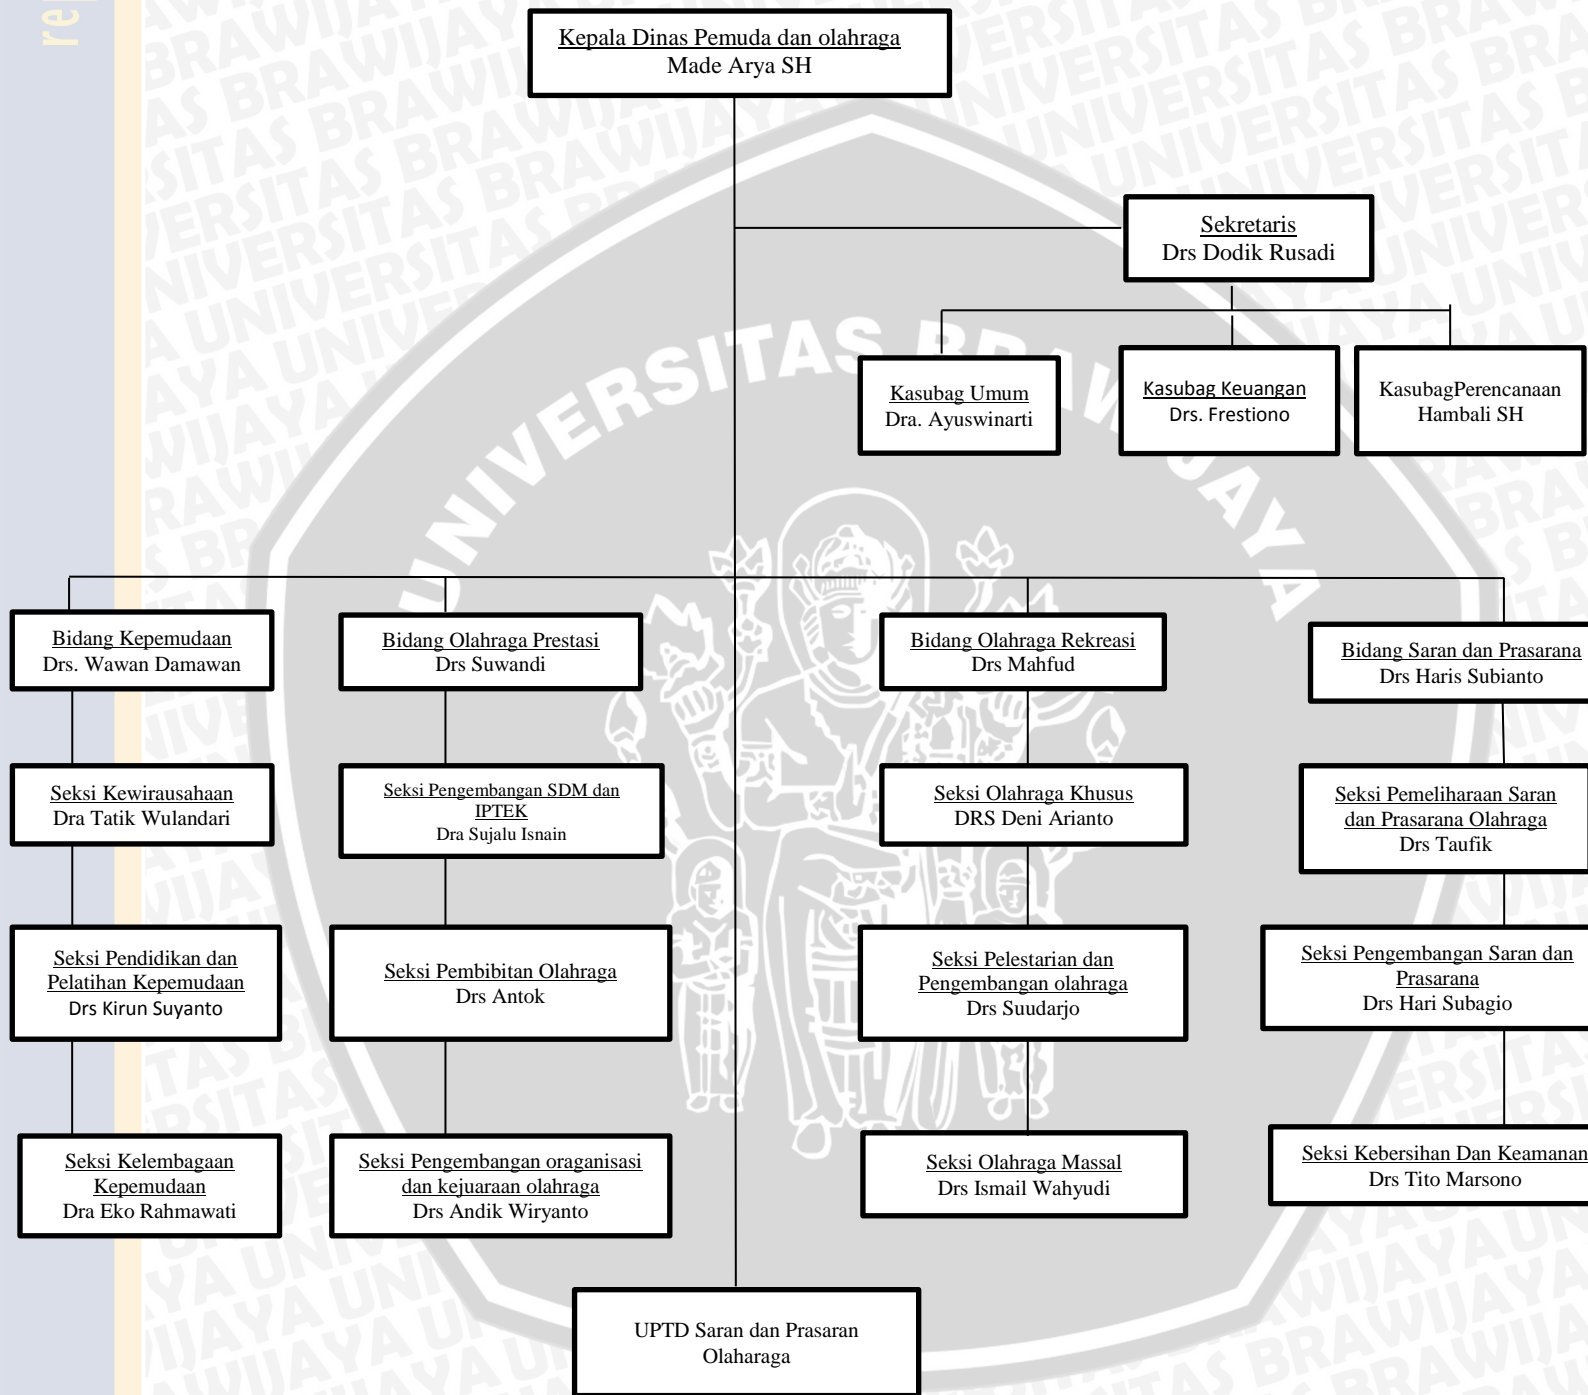 rep
Kepala Dinas Pemuda dan olahraga
Made Arya SH
Sekretaris
Drs Dodik Rusadi
UNIVERSITAS BRAWIJAYA
Kasubag Umum
Dra. Ayuswinarti
Kasubag Keuangan
Drs. Frestiono
KasubagPerencanaan
Hambali SH
Bidang Kepemudaan
Drs. Wawan Damawan
Bidang Olahraga Prestasi
Drs Suwandi
Bidang Olahraga Rekreasi
Drs Mahfud
Bidang Saran dan Prasarana
Drs Haris Subianto
Seksi Kewirausahaan
Dra Tatik Wulandari
Seksi Pengembangan SDM dan
IPTEK
Dra Sujalu Isnain
Seksi Olahraga Khusus
DRS Deni Arianto
Seksi Pemeliharaan Saran
dan Prasarana Olahraga
Drs Taufik
Seksi Pendidikan dan
Pelatihan Kepemudaan
Drs Kirun Suyanto
Seksi Pembibitan Olahraga
Drs Antok
Seksi Pelestarian dan
Pengembangan olahraga
Drs Suudarjo
Seksi Pengembangan Saran dan
Prasarana
Drs Hari Subagio
Seksi Kelembagaan
Kepemudaan
Dra Eko Rahmawati
Seksi Pengembangan oraganisasi
dan kejuaraan olahraga
Drs Andik Wiryanto
Seksi Olahraga Massal
Drs Ismail Wahyudi
Seksi Kebersihan Dan Keamanan
Drs Tito Marsono
UPTD Saran dan Prasaran
Olaharaga